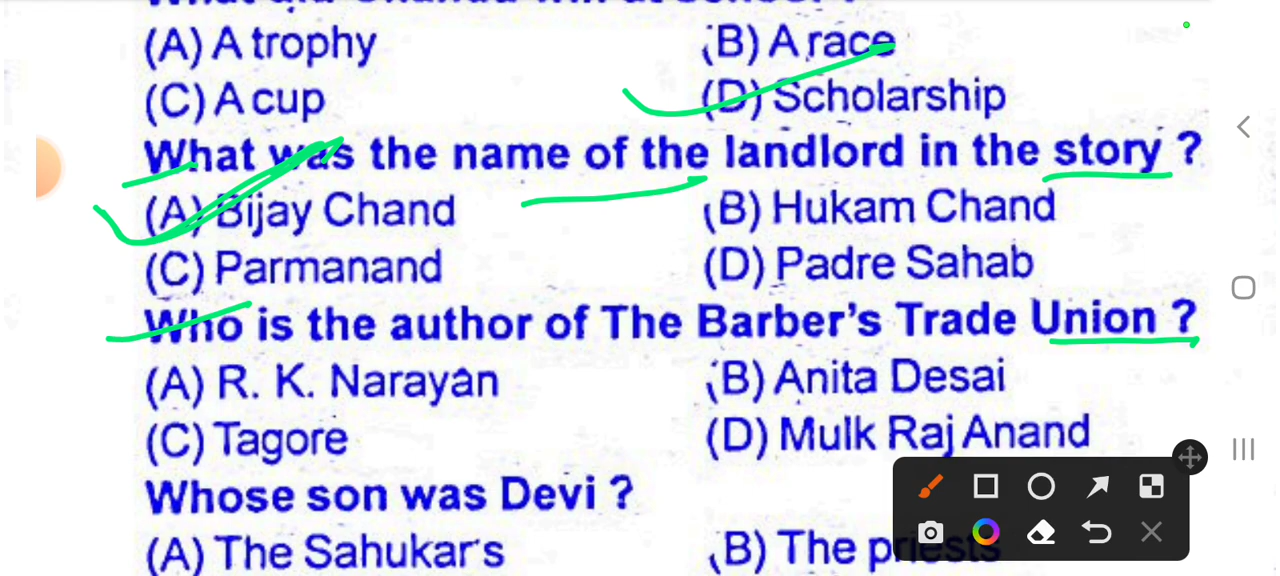 (A) A trophy (B) A race
(C) A cup (D) Scholarship
What was the name of the landlord in the story ?
(A) Bijay Chand (B) Hukam Chand
(C) Parmanand (D) Padre Sahab
Who is the author of The Barber's Trade Union ?
(A) R. K. Narayan (B) Anita Desai
(C) Tagore (D) Mulk Raj Anand
Whose son was Devi ?
(A) The Sahukar's (B) The priests